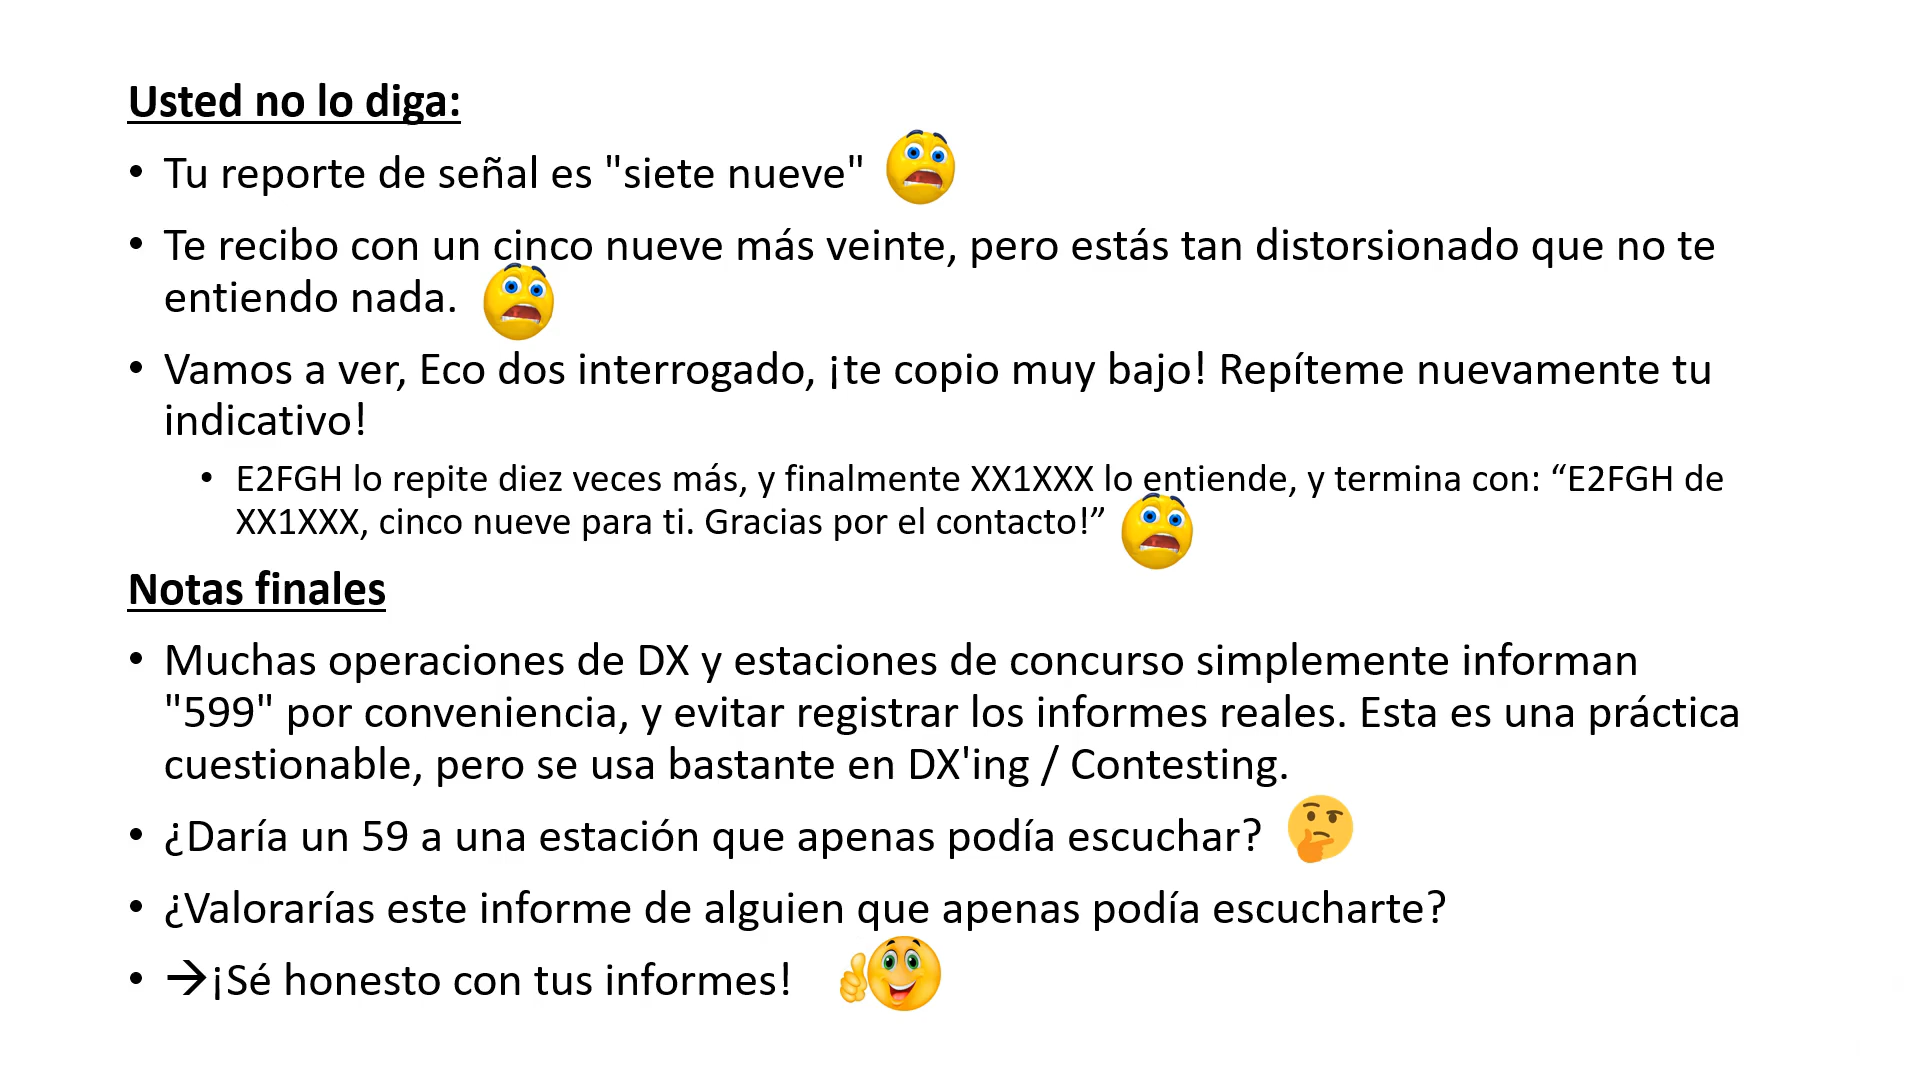 Usted no lo diga:
• Tu reporte de señal es "siete nueve"
• Te recibo con un cinco nueve más veinte, pero estás tan distorsionado que no te
entiendo nada.
• Vamos a ver, Eco dos interrogado, ¡te copio muy bajo! Repíteme nuevamente tu
indicativo!
• E2FGH lo repite diez veces más, y finalmente XX1XXX lo entiende, y termina con: “E2FGH de
XX1XXX, cinco nueve para ti. Gracias por el contacto!”
Notas finales
• Muchas operaciones de DX y estaciones de concurso simplemente informan
"599" por conveniencia, y evitar registrar los informes reales. Esta es una práctica
cuestionable, pero se usa bastante en DX'ing / Contesting.
• ¿Daría un 59 a una estación que apenas podía escuchar?
• ¿Valorarías este informe de alguien que apenas podía escucharte?
• →¡Sé honesto con tus informes!